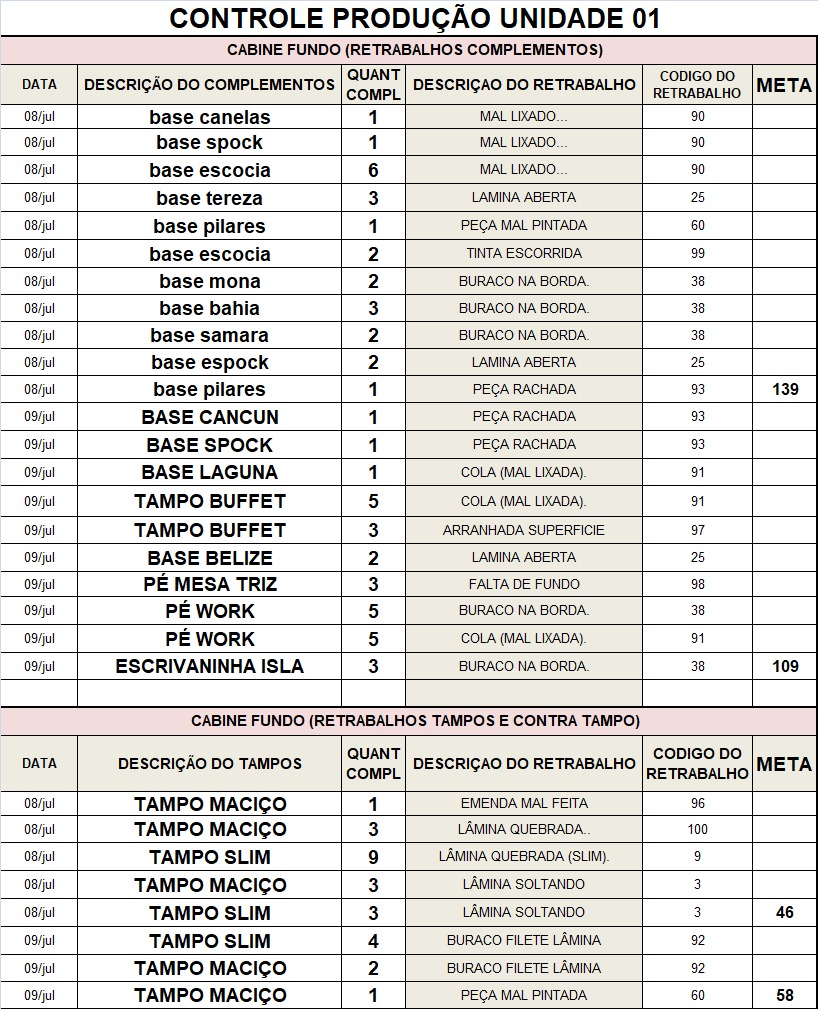 CONTROLE PRODUÇÃO UNIDADE 01
CABINE FUNDO (RETRABALHOS COMPLEMENTOS)
DATA DESCRIÇÃO DO COMPLEMENTOS QUANT COMPL DESCRIÇAO DO RETRABALHO CODIGO DO RETRABALHO META
08/jul base canelas 1 MAL LIXADO... 90
08/jul base spock 1 MAL LIXADO... 90
08/jul base escocia 6 MAL LIXADO... 90
08/jul base tereza 3 LAMINA ABERTA 25
08/jul base pilares 1 PEÇA MAL PINTADA 60
08/jul base escocia 2 TINTA ESCORRIDA 99
08/jul base mona 2 BURACO NA BORDA. 38
08/jul base bahia 3 BURACO NA BORDA. 38
08/jul base samara 2 BURACO NA BORDA. 38
08/jul base espock 2 LAMINA ABERTA 25
08/jul base pilares 1 PEÇA RACHADA 93 139
09/jul BASE CANCUN 1 PEÇA RACHADA 93
09/jul BASE SPOCK 1 PEÇA RACHADA 93
09/jul BASE LAGUNA 1 COLA (MAL LIXADA). 91
09/jul TAMPO BUFFET 5 COLA (MAL LIXADA). 91
09/jul TAMPO BUFFET 3 ARRANHADA SUPERFICIE 97
09/jul BASE BELIZE 2 LAMINA ABERTA 25
09/jul PÉ MESA TRIZ 3 FALTA DE FUNDO 98
09/jul PÉ WORK 5 BURACO NA BORDA. 38
09/jul PÉ WORK 5 COLA (MAL LIXADA). 91
09/jul ESCRIVANINHA ISLA 3 BURACO NA BORDA. 38 109
CABINE FUNDO (RETRABALHOS TAMPOS E CONTRA TAMPO)
DATA DESCRIÇÃO DO TAMPOS QUANT COMPL DESCRIÇAO DO RETRABALHO CODIGO DO RETRABALHO META
08/jul TAMPO MACIÇO 1 EMENDA MAL FEITA 96
08/jul TAMPO MACIÇO 3 LÂMINA QUEBRADA.. 100
08/jul TAMPO SLIM 9 LÂMINA QUEBRADA (SLIM). 9
08/jul TAMPO MACIÇO 3 LÂMINA SOLTANDO 3
08/jul TAMPO SLIM 3 LÂMINA SOLTANDO 3 46
09/jul TAMPO SLIM 4 BURACO FILETE LÂMINA 92
09/jul TAMPO MACIÇO 2 BURACO FILETE LÂMINA 92
09/jul TAMPO MACIÇO 1 PEÇA MAL PINTADA 60 58